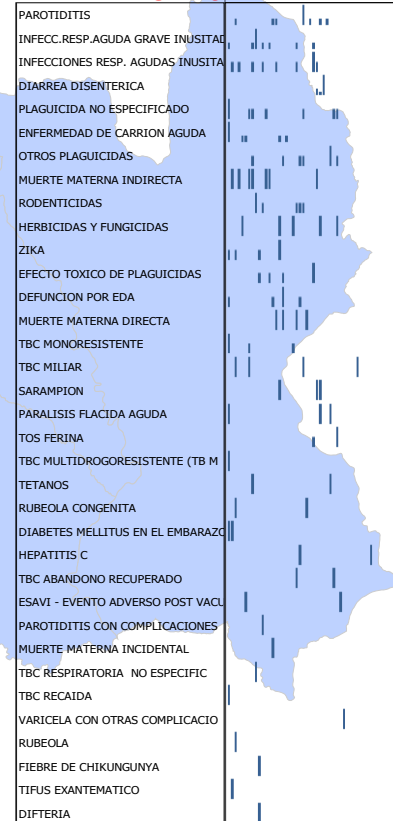 PAROTIDITIS
INFECC.RESP.AGUDA GRAVE INUSITAD
INFECCIONES RESP. AGUDAS INUSITA
DIARREA DISENTERICA
PLAGUICIDA NO ESPECIFICADO
ENFERMEDAD DE CARRION AGUDA
OTROS PLAGUICIDAS
MUERTE MATERNA INDIRECTA
RODENTICIDAS
HERBICIDAS Y FUNGICIDAS
ZIKA
EFECTO TOXICO DE PLAGUICIDAS
DEFUNCION POR EDA
MUERTE MATERNA DIRECTA
TBC MONORESISTENTE
TBC MILIAR
SARAMPION
PARALISIS FLACIDA AGUDA
TOS FERINA
TBC MULTIDROGORESISTENTE (TB M
TETANOS
RUBEOLA CONGENITA
DIABETES MELLITUS EN EL EMBARAZO
HEPATITIS C
TBC ABANDONO RECUPERADO
ESAVI - EVENTO ADVERSO POST VACU
PAROTIDITIS CON COMPLICACIONES
MUERTE MATERNA INCIDENTAL
TBC RESPIRATORIA NO ESPECIFIC
TBC RECAIDA
VARICELA CON OTRAS COMPLICACIO
RUBEOLA
FIEBRE DE CHIKUNGUNYA
TIFUS EXANTEMATICO
DIFTERIA